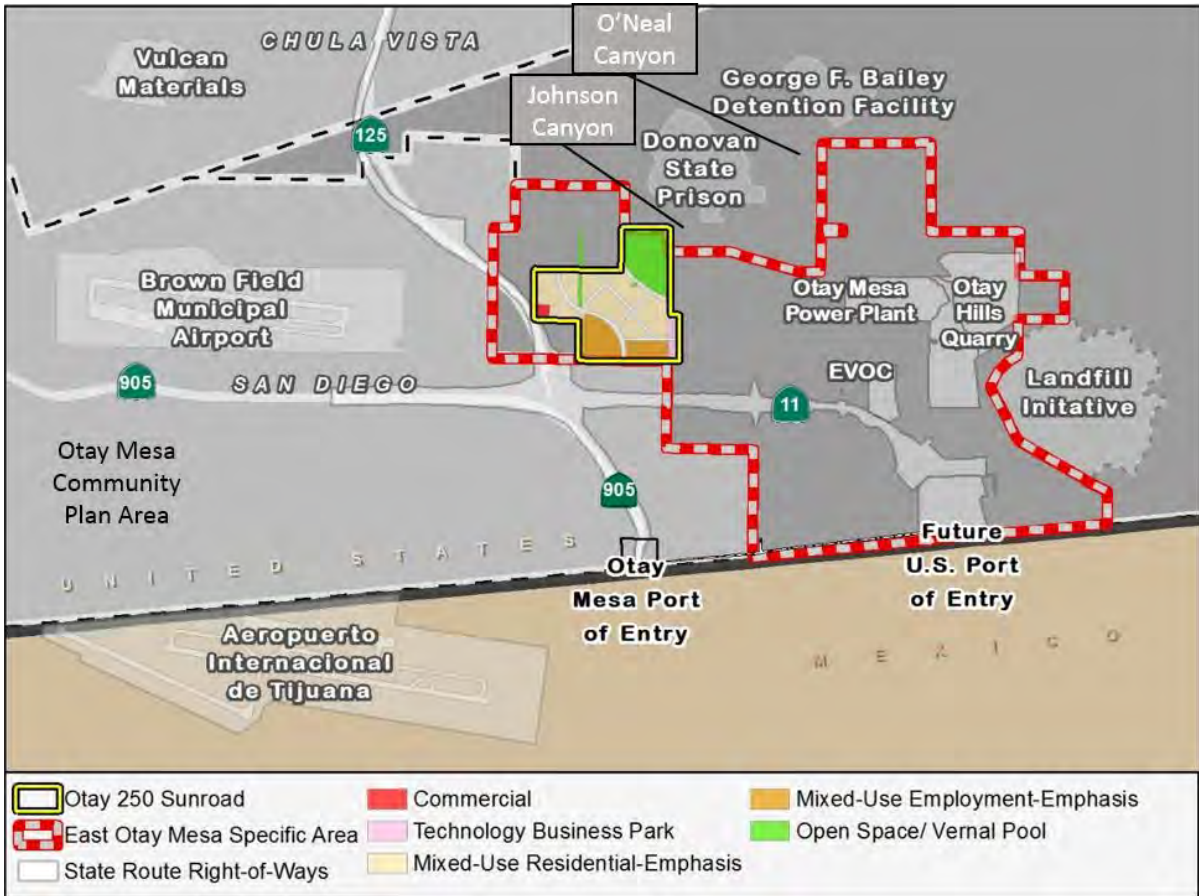 CHULA VISTA
O'Neal
Canyon
Vulcan
Materials
George F. Bailey
Detention Facility
Johnson
Canyon
125
Donovan
State
Prison
Brown Field
Municipal
Airport
Otay Mesa
Power Plant
Otay
Hills
Quarry
905
SAN DIEGO
EVOC
Landfill
Initative
11
Otay Mesa
Community
Plan Area
905
UNITED STATES
Otay
Mesa Port
of Entry
Future
U.S. Port
of Entry
Aeropuerto
Internacional
de Tijuana
MEXICO
Otay 250 Sunroad
East Otay Mesa Specific Area
State Route Right-of-Ways
Commercial
Technology Business Park
Mixed-Use Residential-Emphasis
Mixed-Use Employment-Emphasis
Open Space/ Vernal Pool